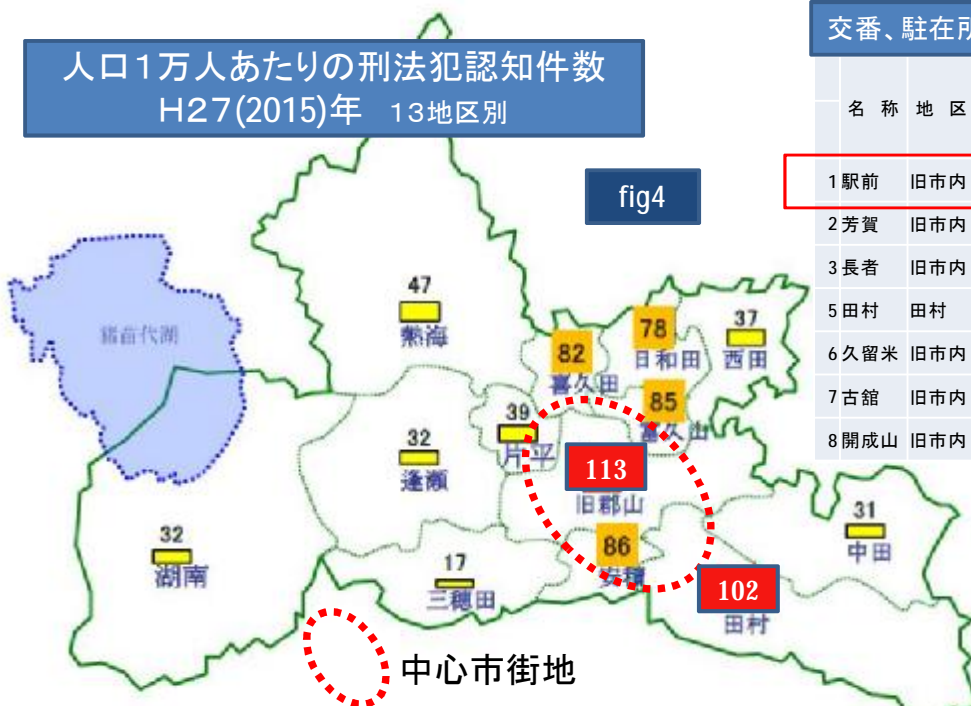 人口１万人あたりの刑法犯認知件数
H27(2015)年 13地区別
fig4
交番、駐在所
名 称 地 区
1 駅前 旧市内
2 芳賀 旧市内
3 長者 旧市内
5 田村 田村
6 久留米 旧市内
7 古舘 旧市内
8 開成山 旧市内
猪苗代湖
47
熱海
82
喜久田
78
日和田
37
西田
85
39
片平
32
逢瀬
113
旧郡山
86
安積
32
湖南
17
三穂田
31
中田
102
田村
中心市街地